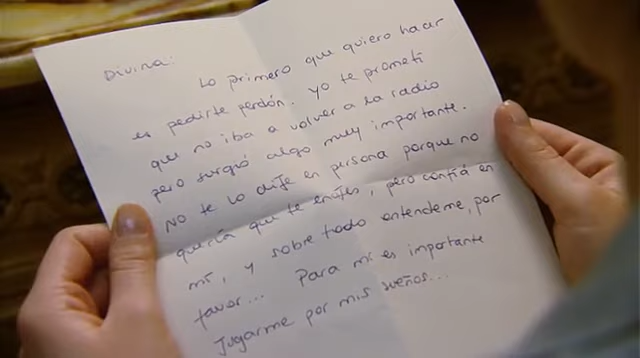 Divina:
Lo primero que quiero hacer
es pedirte perdón. Yo te prometí
que no iba a volver a la radio
pero surgió algo muy importante.
No te lo dije en persona porque no
quería que te enojes, pero confiá en
mí, y sobre todo entendeme, por
favor... Para mí es importante
jugarme por mis sueños...